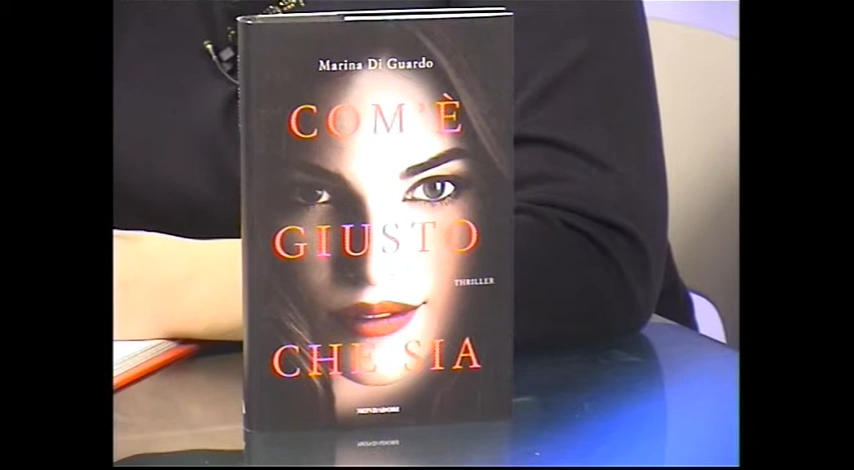 Marina Di Guardo
COM'È
GIUSTO
THRILLER
CHE SIA
MONDADORI